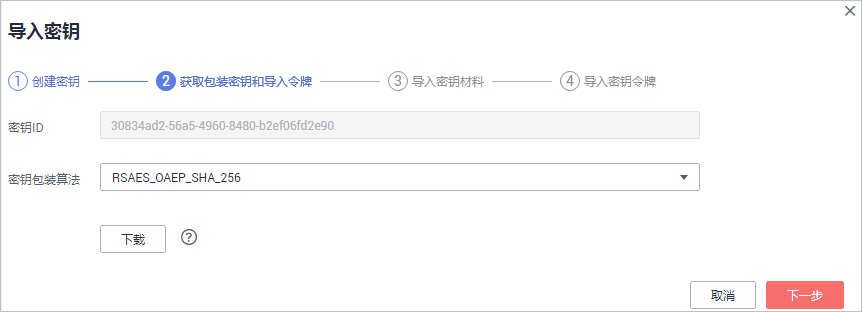 导入密钥
1 创建密钥 2 获取包装密钥和导入令牌 3 导入密钥材料 4 导入密钥令牌
密钥ID 30834ad2-56a5-4960-8480-b2ef06fd2e90
密钥包装算法 RSAES_OAEP_SHA_256
下载 ?
取消 下一步